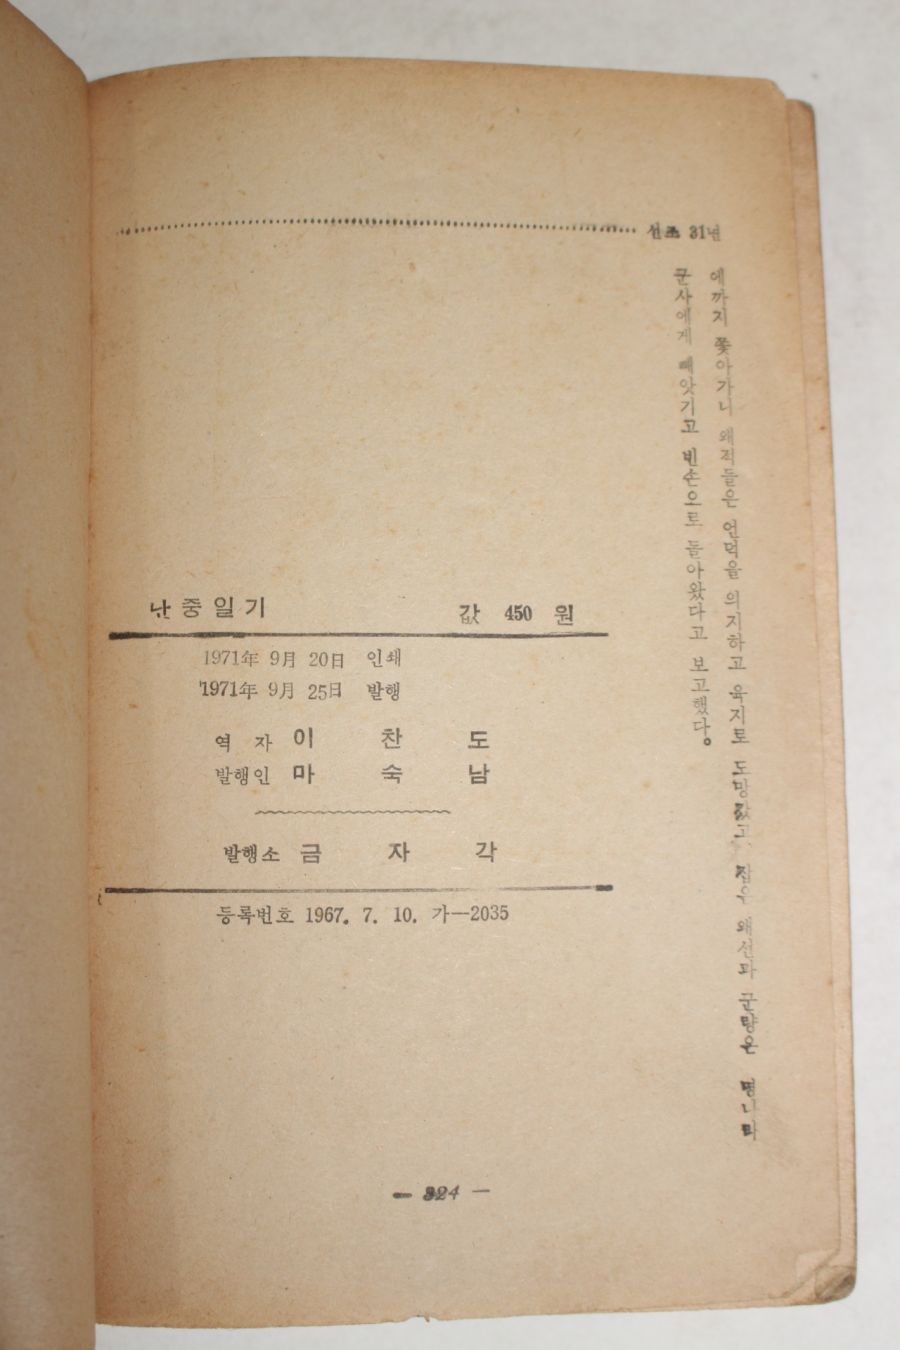 선조 31년
에까지 쫓아가니 왜적들은 언덕을 의지하고 육지로 도망갔고 잡은 왜선과 군량은 명나라
군사에게 빼앗기고 빈손으로 돌아왔다고 보고했다.
난중일기 값 450 원
1971年 9月 20日 인쇄
1971年 9月 25日 발행
역 자 이 찬 도
발행인 마 숙 남
발행소 금 자 각
등록번호 1967. 7. 10. 가—2035
— 324 —